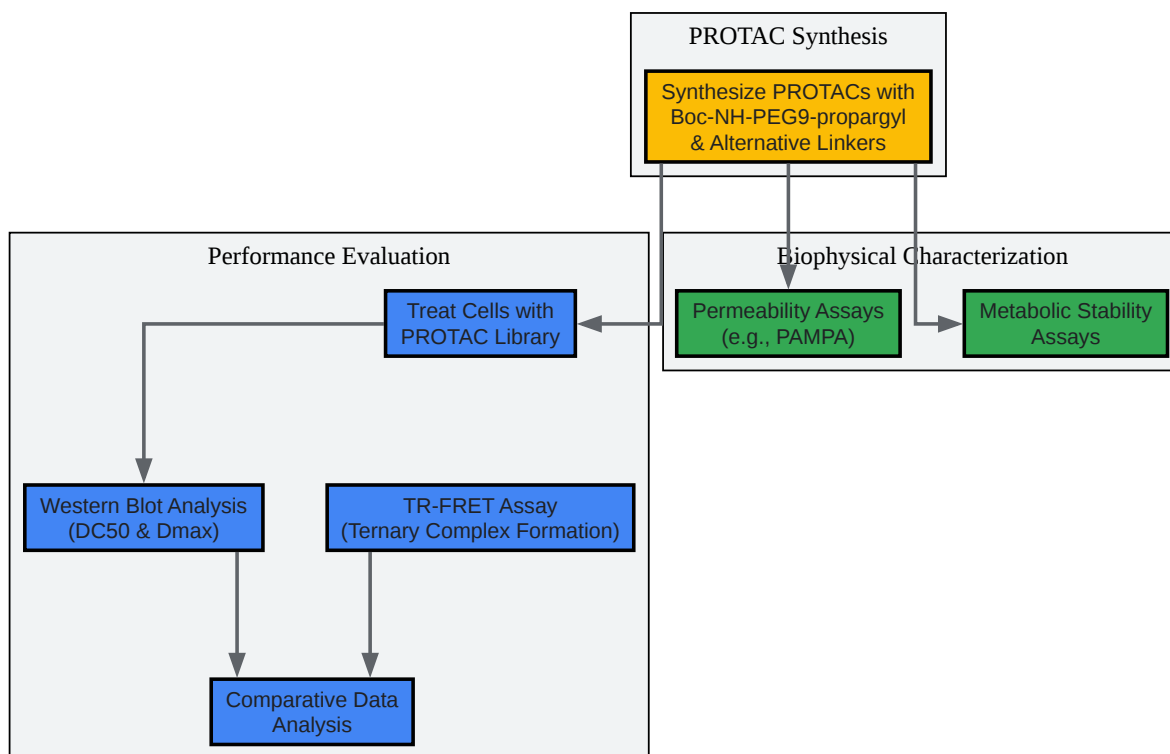 PROTAC Synthesis
Synthesize PROTACs with
Boc-NH-PEG9-propargyl
& Alternative Linkers
Performance Evaluation
Biophysical Characterization
Treat Cells with
PROTAC Library
Permeability Assays
(e.g., PAMPA)
Metabolic Stability
Assays
Western Blot Analysis
(DC50 & Dmax)
TR-FRET Assay
(Ternary Complex Formation)
Comparative Data
Analysis